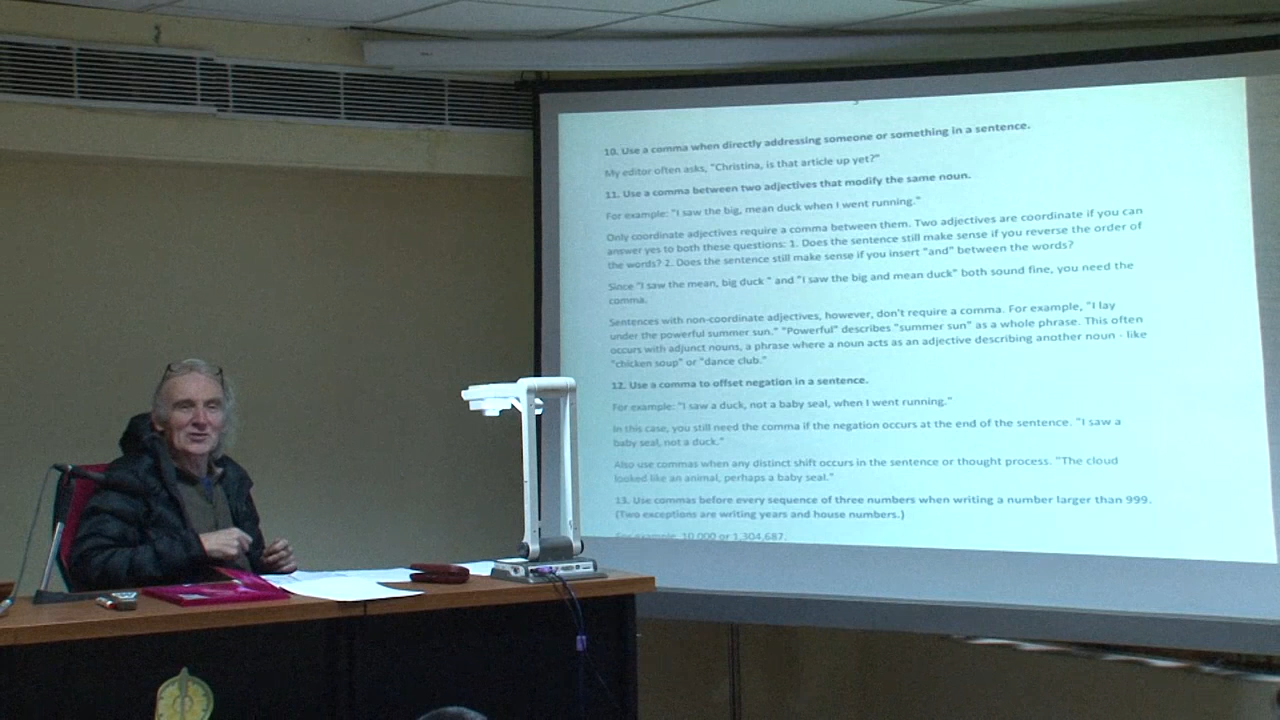 10. Use a comma when directly addressing someone or something in a sentence.
My editor often asks, "Christina, is that article up yet?"
11. Use a comma between two adjectives that modify the same noun.
For example: "I saw the big, mean duck when I went running."
Only coordinate adjectives require a comma between them. Two adjectives are coordinate if you can
answer yes to both these questions: 1. Does the sentence still make sense if you reverse the order of
the words? 2. Does the sentence still make sense if you insert "and" between the words?
Since "I saw the mean, big duck " and "I saw the big and mean duck" both sound fine, you need the
comma.
Sentences with non-coordinate adjectives, however, don't require a comma. For example, "I lay
under the powerful summer sun." "Powerful" describes "summer sun" as a whole phrase. This often
occurs with adjunct nouns, a phrase where a noun acts as an adjective describing another noun - like
"chicken soup" or "dance club."
12. Use a comma to offset negation in a sentence.
For example: "I saw a duck, not a baby seal, when I went running."
In this case, you still need the comma if the negation occurs at the end of the sentence. "I saw a
baby seal, not a duck."
Also use commas when any distinct shift occurs in the sentence or thought process. "The cloud
looked like an animal, perhaps a baby seal."
13. Use commas before every sequence of three numbers when writing a number larger than 999.
(Two exceptions are writing years and house numbers.)
For example, 10,000 or 1,304,687.